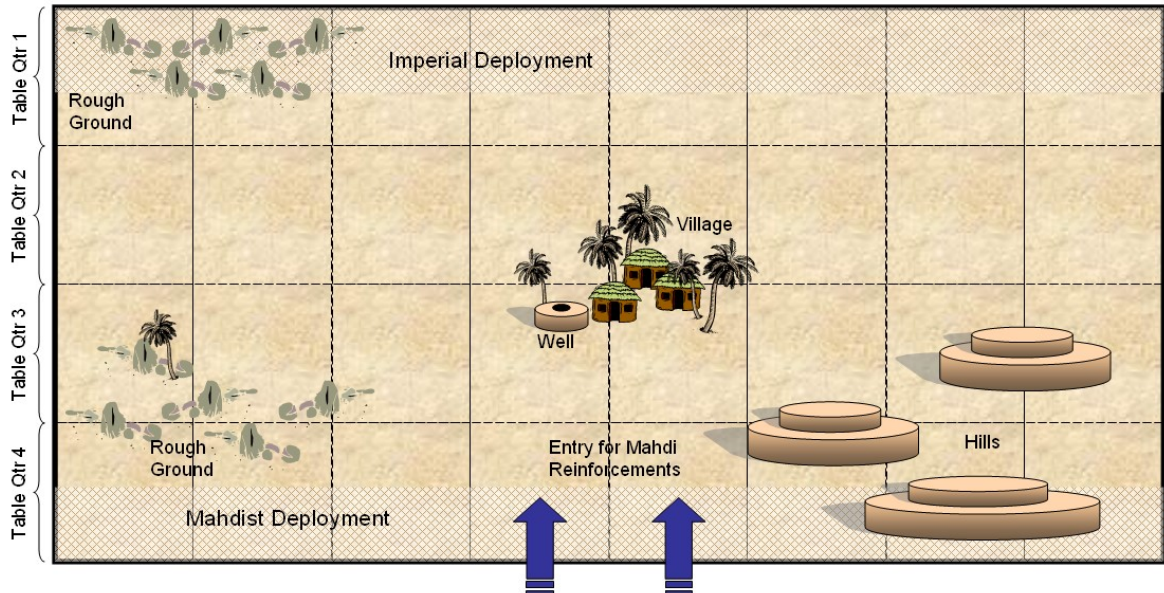 Table Qtr 1
Imperial Deployment
Rough
Ground
Table Qtr 2
Village
Table Qtr 3
Well
Table Qtr 4
Rough
Ground
Entry for Mahdi
Reinforcements
Hills
Mahdist Deployment